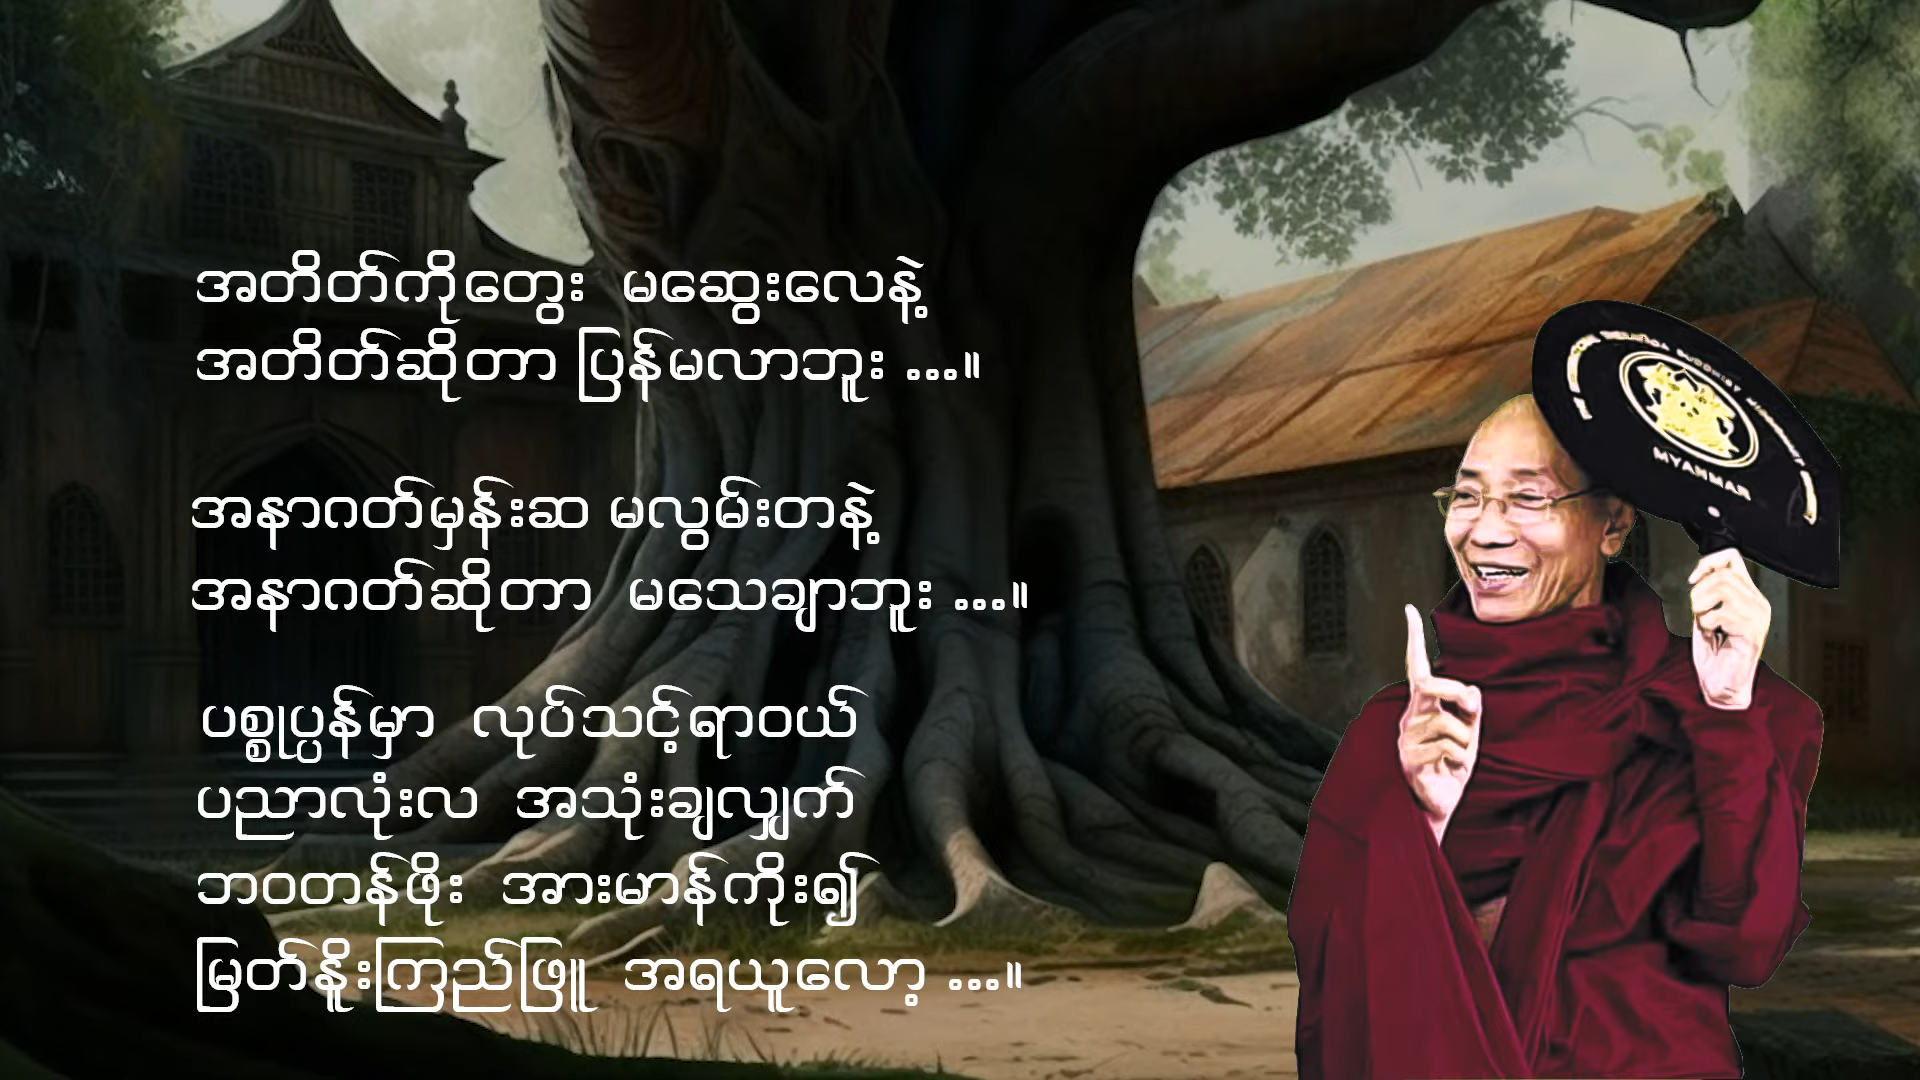 အတိတ်ကိုတွေး မဆွေးလေနဲ့
အတိတ်ဆိုတာ ပြန်မလာဘူး ...။
အနာဂတ်မှန်းဆ မလွမ်းတနဲ့
အနာဂတ်ဆိုတာ မသေချာဘူး ...။
ပစ္စုပ္ပန်မှာ လုပ်သင့်ရာဝယ်
ပညာလုံးလ အသုံးချလျှက်
ဘဝတန်ဖိုး အားမာန်ကိုး၍
မြတ်နိူးကြည်ဖြူ အရယူလော့ ...။
MYANMAR